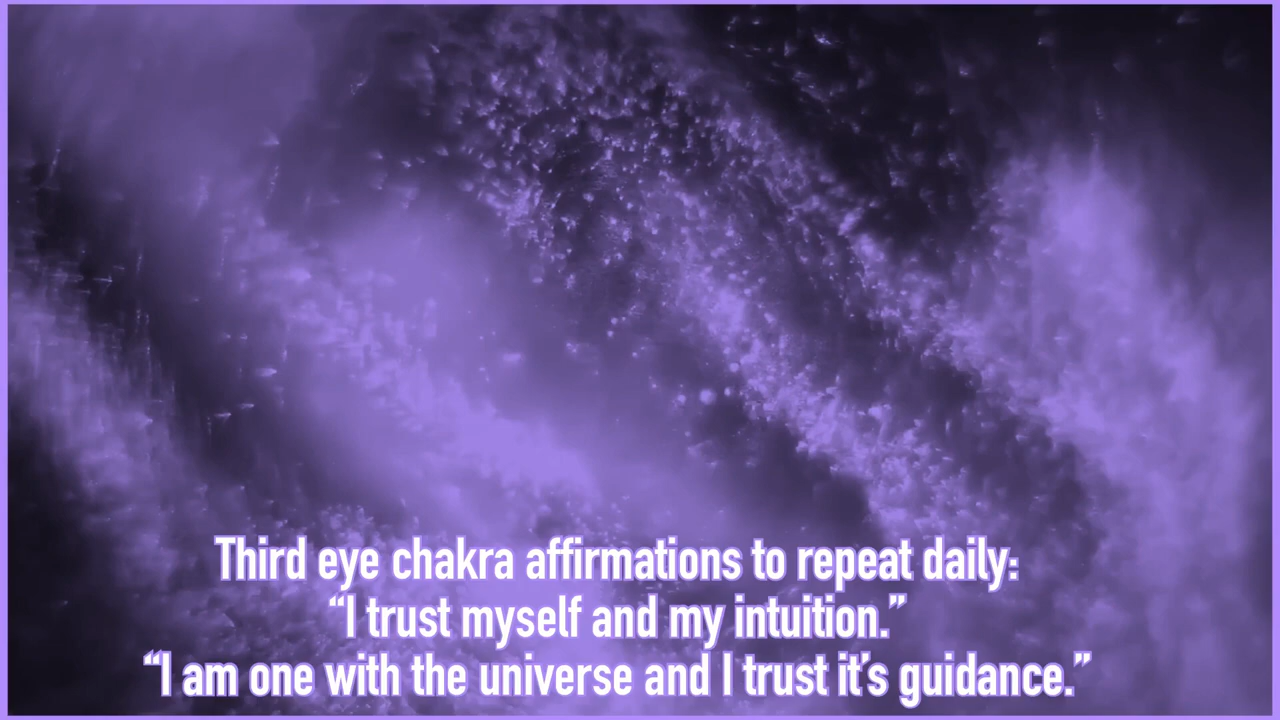 Third eye chakra affirmations to repeat daily:
“I trust myself and my intuition.”
“I am one with the universe and I trust it’s guidance.”